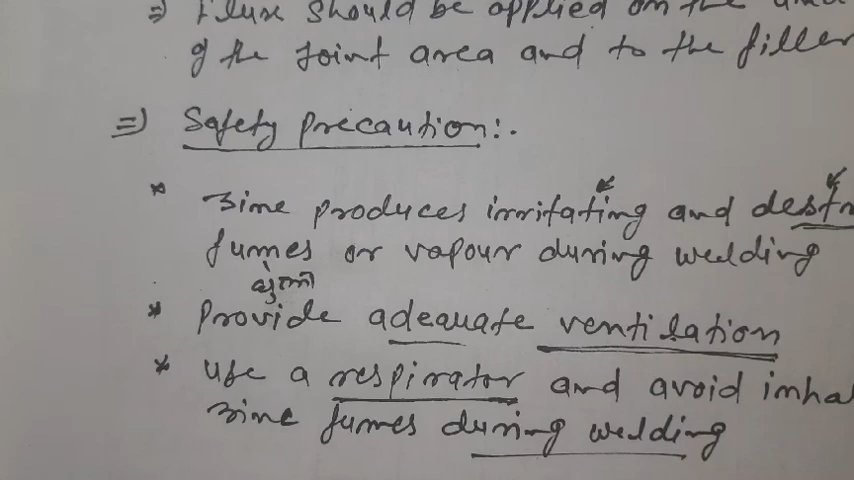 ⇒ Flux should be applied on the
of the joint area and to the filler
⇒ Safety Precaution:.
* Zinc produces irritating and
fumes or vapour during welding
धुँआ
* Provide adequate ventilation
* Use a respirator and avoid
Zinc fumes during welding